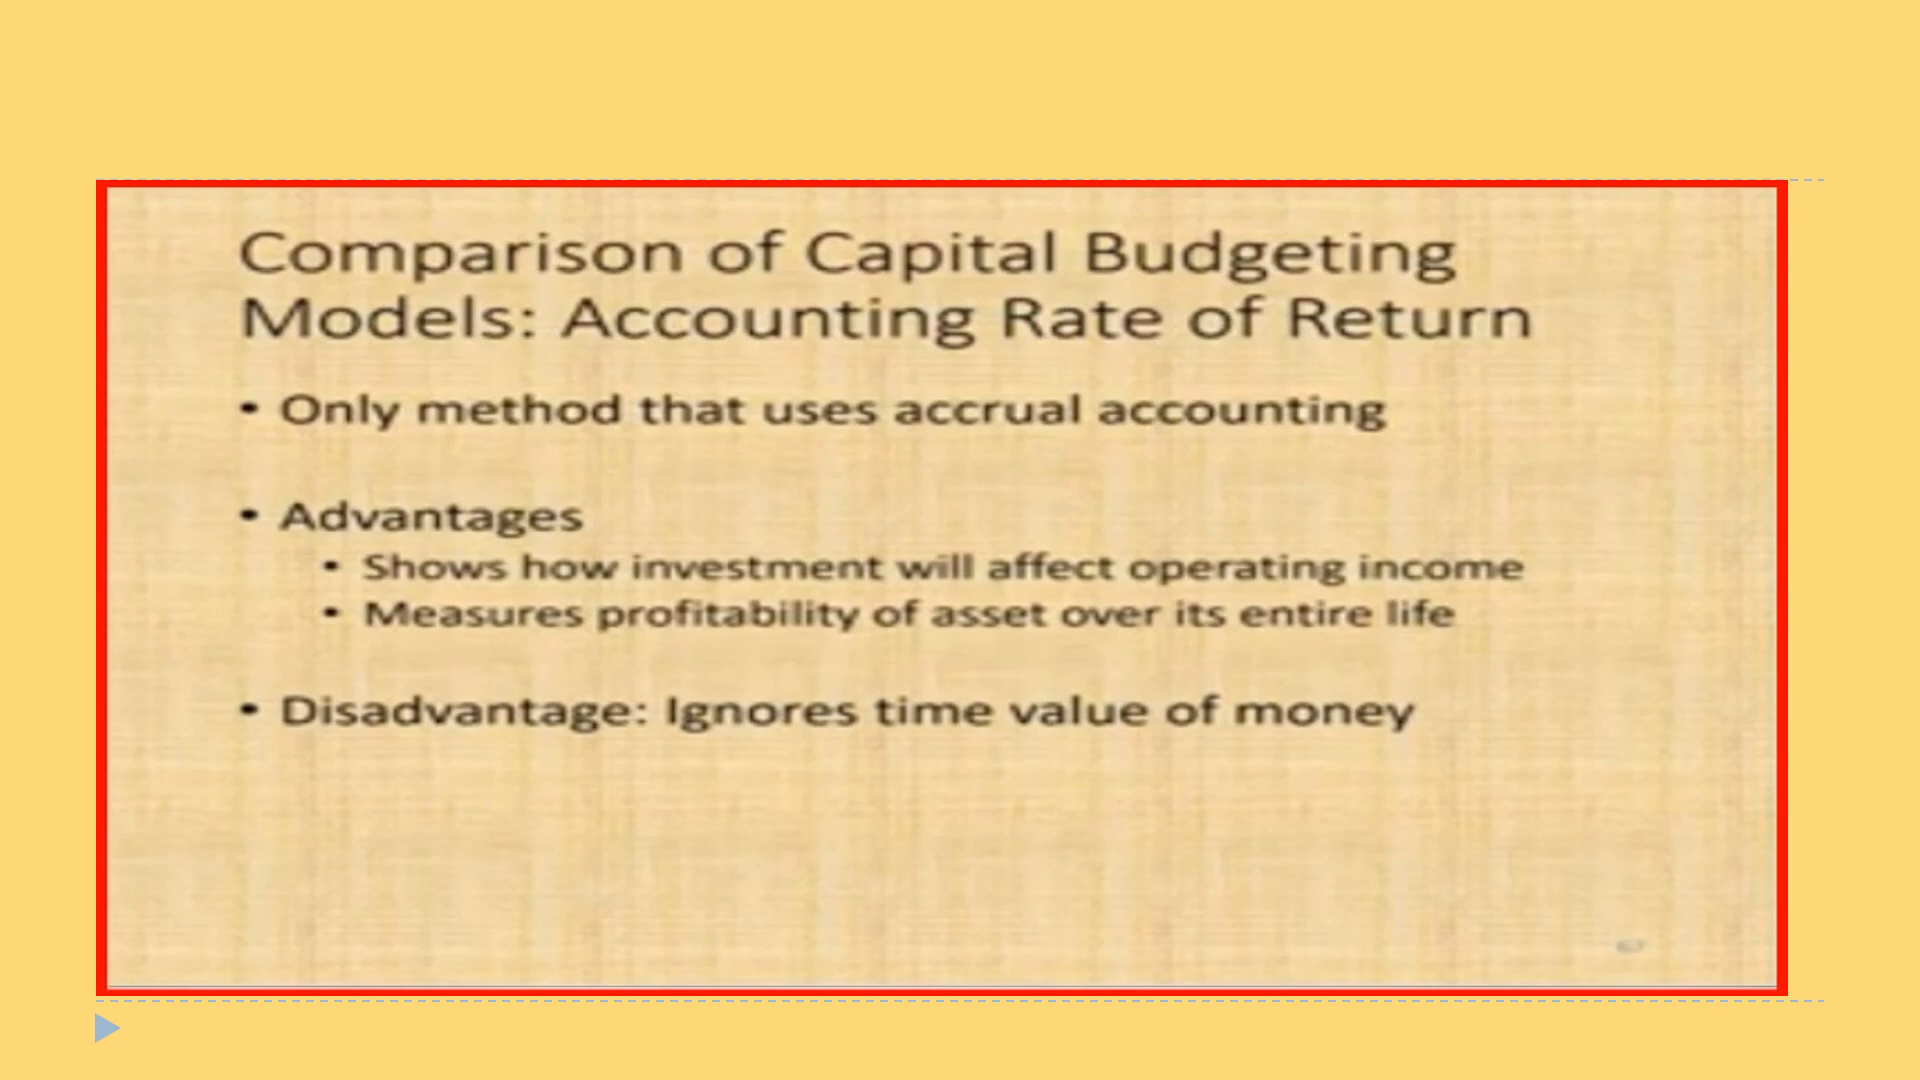 Comparison of Capital Budgeting
Models: Accounting Rate of Return
• Only method that uses accrual accounting
• Advantages
• Shows how investment will affect operating income
• Measures profitability of asset over its entire life
• Disadvantage: Ignores time value of money